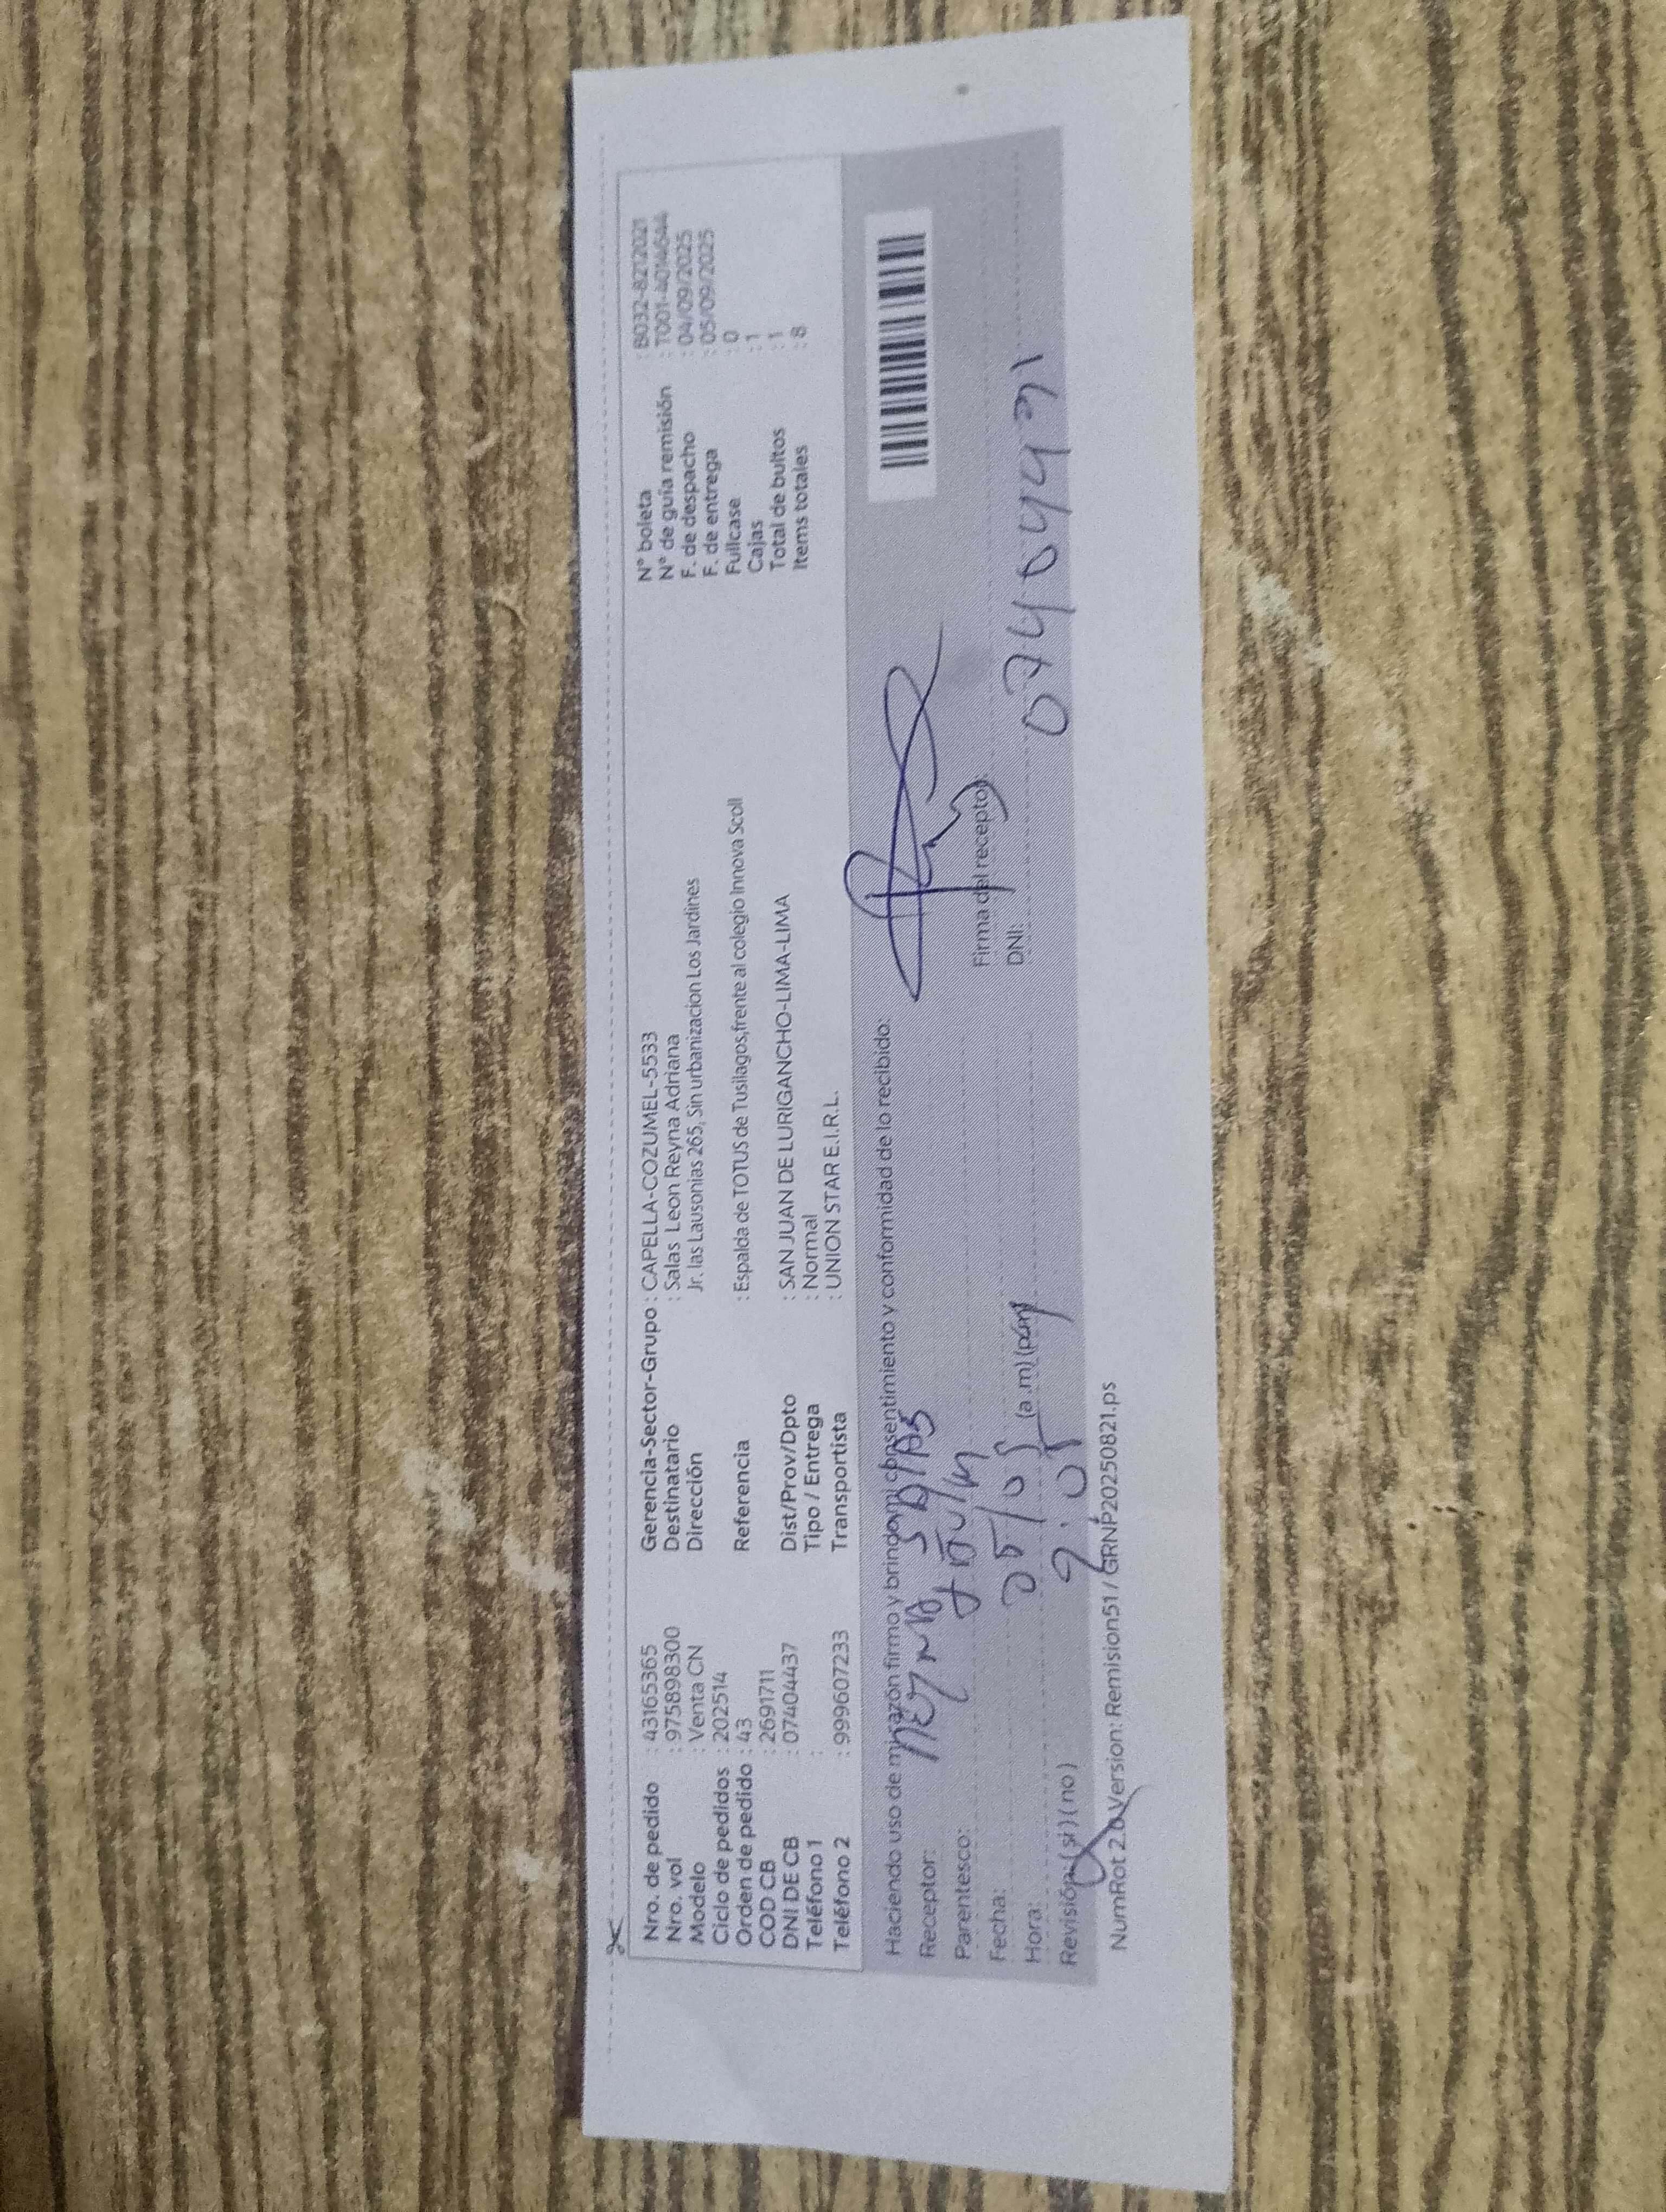 Nro. de pedido : 43165365
Nro. vol : 9758898300
Modelo : Venta CN
Ciclo de pedidos : 202514
Orden de pedido : 43
COD CB : 2691711
DNI DE CB : 07404437
Teléfono 1 :
Teléfono 2 : 999607233
Gerencia-Sector-Grupo : CAPELLA-COZUMEL-5533
Destinatario : Salas Leon Reyna Adriana
Dirección Jr. las Lausonias 265, Sin urbanizacion Los Jardines
Referencia : Espalda de TOTUS de Tusilagos,frente al colegio Innova Scoll
Dist/Prov/Dpto : SAN JUAN DE LURIGANCHO-LIMA-LIMA
Tipo / Entrega : Normal
Transportista : UNION STAR E.I.R.L.
N° boleta : B032-8212021
N° de guía remisión : T001-
F. de despacho : 04/09/2025
F. de entrega : 05/09/2025
Fullcase : 0
Cajas : 1
Total de bultos : 1
Items totales : 8
Haciendo uso de mi razón firmo y brindo mi consentimiento y conformidad de lo recibido:
Receptor:
Parentesco:
Fecha:
Hora: (a.m) (p.m)
Revisión: (si) (no)
Firma del receptor:
DNI:
NumRot 2.0 Version: Remision51 / GRNP20250821.ps